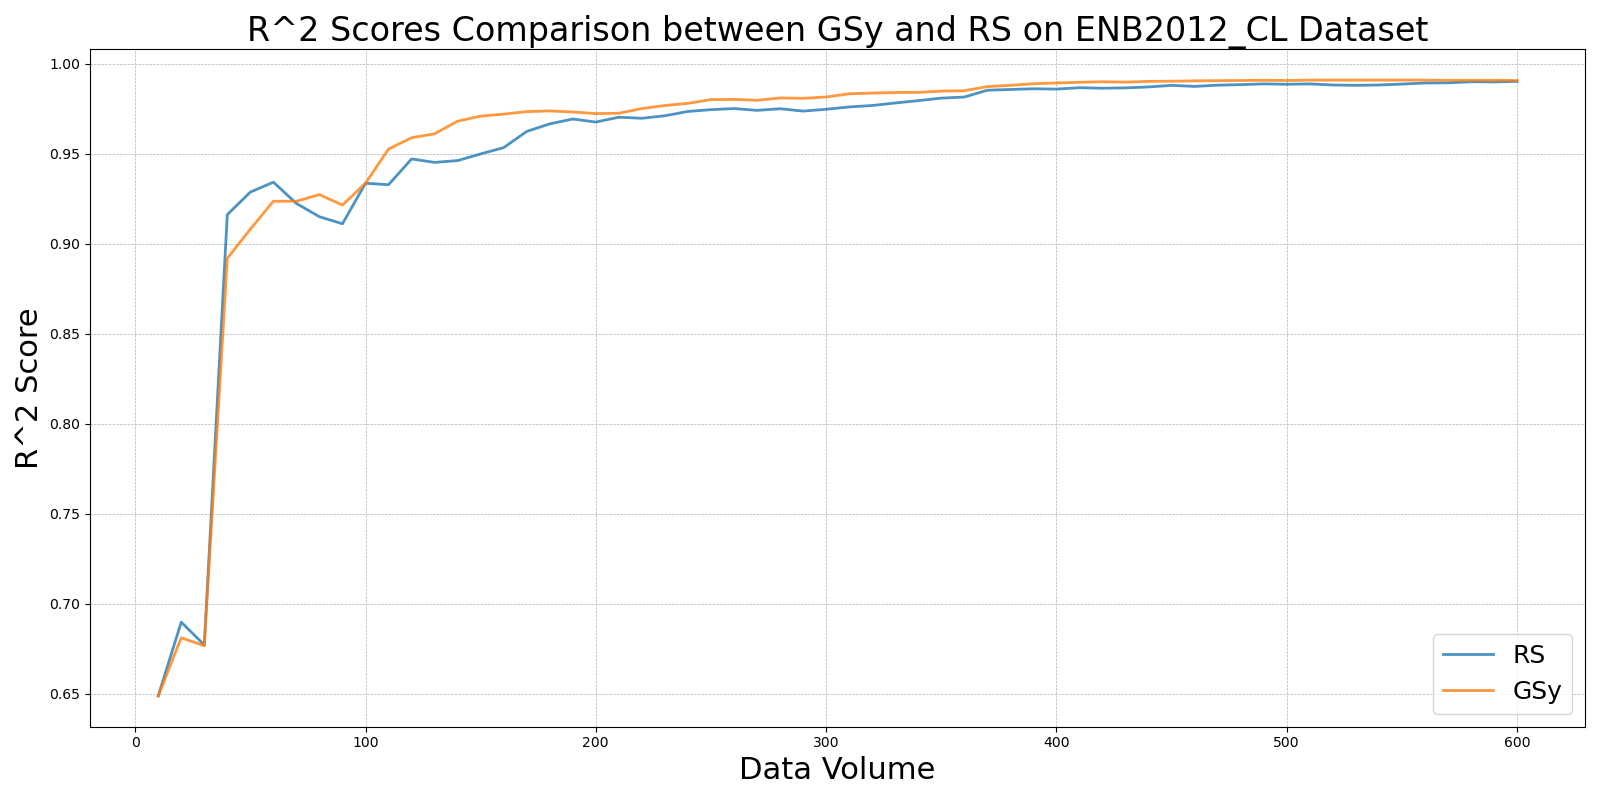 R^2 Scores Comparison between GSy and RS on ENB2012_CL Dataset
1.00
0.95
0.90
0.85
0.80
0.75
0.70
0.65
R^2 Score
RS
GSy
0 100 200 300 400 500 600
Data Volume